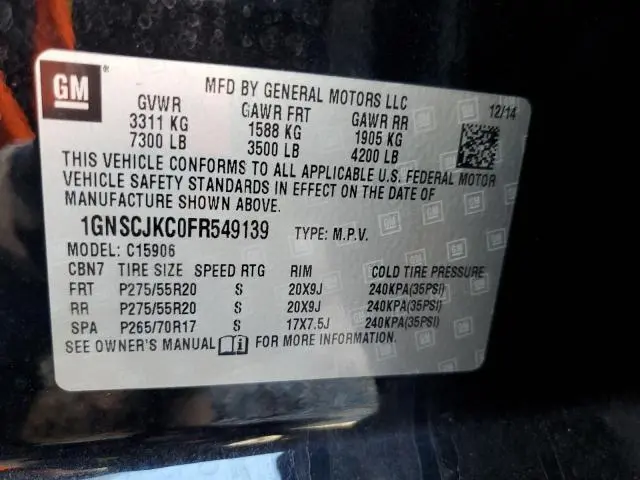 GM
MFD BY GENERAL MOTORS LLC
GVWR GAWR FRT GAWR RR 12/14
3311 KG 1588 KG 1905 KG
7300 LB 3500 LB 4200 LB
THIS VEHICLE CONFORMS TO ALL APPLICABLE U.S. FEDERAL MOTOR
VEHICLE SAFETY STANDARDS IN EFFECT ON THE DATE OF
MANUFACTURE SHOWN ABOVE.
1GNSCJKC0FR549139 TYPE: M.P.V.
MODEL: C15906
CBN7 TIRE SIZE SPEED RTG RIM COLD TIRE PRESSURE
FRT P275/55R20 S 20X9J 240KPA(35PSI)
RR P275/55R20 S 20X9J 240KPA(35PSI)
SPA P265/70R17 S 17X7.5J 240KPA(35PSI)
SEE OWNER'S MANUAL FOR MORE INFORMATION.